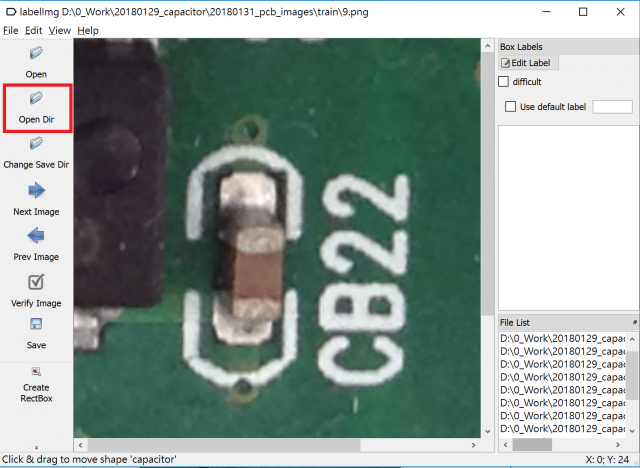 labelImg D:\0_Work\20180129_capacitor\20180131_pcb_images\train\9.png
File Edit View Help
Open
Open Dir
Change Save Dir
Next Image
Prev Image
Verify Image
Save
Create
RectBox
CB22
Box Labels
Edit Label
difficult
Use default label
File List
D:\0_Work\20180129_capac
D:\0_Work\20180129_capac
D:\0_Work\20180129_capac
D:\0_Work\20180129_capac
D:\0_Work\20180129_capac
D:\0_Work\20180129_capac
D:\0_Work\20180129_capac
D:\0_Work\20180129_capac
Click & drag to move shape 'capacitor'
X: 0; Y: 24